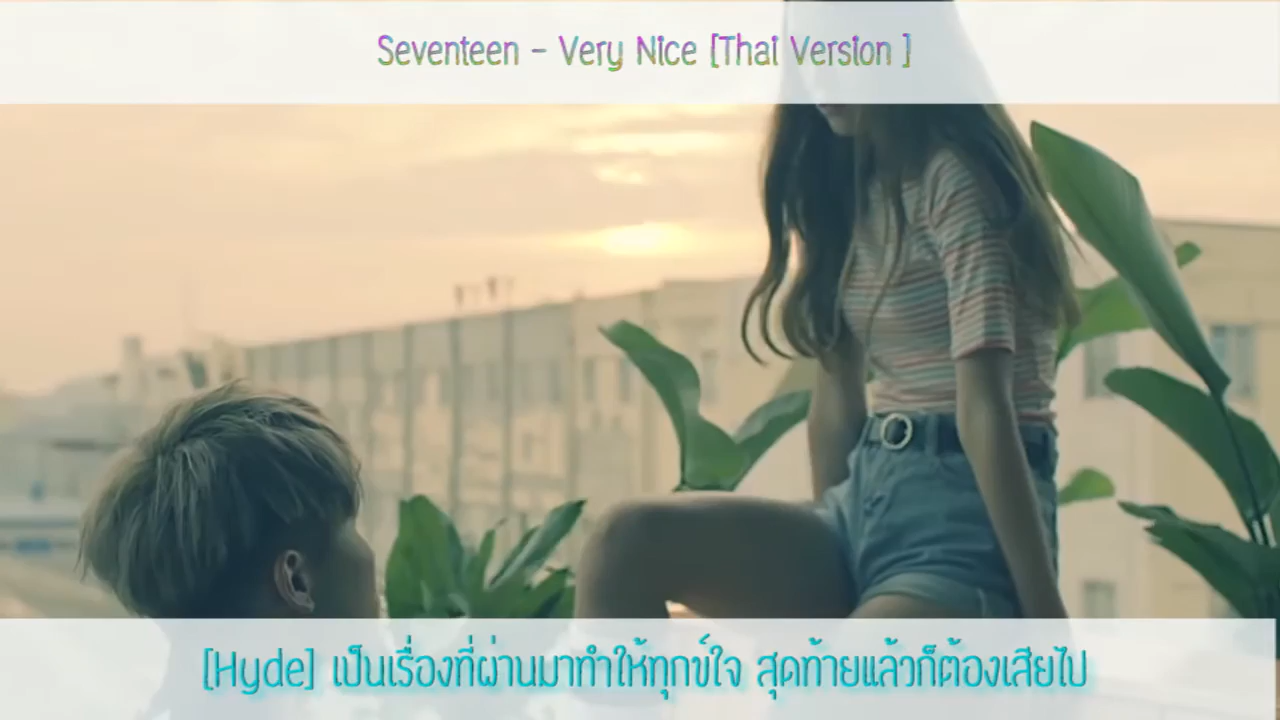 Seventeen - Very Nice [Thai Version ]
[Hyde] เป็นเรื่องที่ผ่านมาทำให้ทุกข์ใจ สุดท้ายแล้วก็ต้องเสียไป